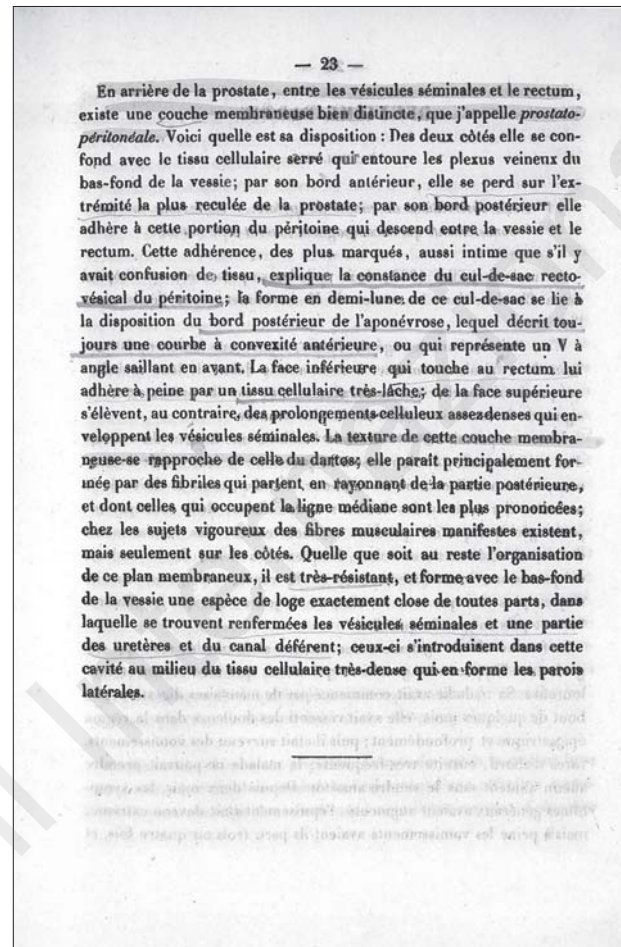 — 23 —
En arrière de la prostate, entre les vésicules séminales et le rectum,
existe une couche membraneuse bien distincte, que j'appelle prostato-
péritonéale. Voici quelle est sa disposition : Des deux côtés elle se con-
fond avec le tissu cellulaire serré qui entoure les plexus veineux du
bas-fond de la vessie; par son bord antérieur, elle se perd sur l'ex-
trémité la plus reculée de la prostate; par son bord postérieur elle
adhère à cette portion du péritoine qui descend entre la vessie et le
rectum. Cette adhérence, des plus marqués, aussi intime que s'il y
avait confusion de tissu, explique la constance du cul-de-sac recto-
vésical du péritoine; la forme en demi-lune de ce cul-de-sac se lie à
la disposition du bord postérieur de l'aponévrose, lequel décrit tou-
jours une courbe à convexité antérieure, ou qui représente un V à
angle saillant en avant. La face inférieure qui touche au rectum lui
adhère à peine par un tissu cellulaire très-lâche; de la face supérieure
s'élèvent, au contraire, des prolongements celluleux assez denses qui en-
veloppent les vésicules séminales. La texture de cette couche membra-
neuse se rapproche de celle du dartos; elle paraît principalement for-
mée par des fibriles qui partent en rayonnant de la partie postérieure,
et dont celles qui occupent la ligne médiane sont les plus prononcées;
chez les sujets vigoureux des fibres musculaires manifestes existent,
mais seulement sur les côtés. Quelle que soit au reste l'organisation
de ce plan membraneux, il est très-résistant, et forme avec le bas-fond
de la vessie une espèce de loge exactement close de toutes parts, dans
laquelle se trouvent renfermées les vésicules séminales et une partie
des uretères et du canal déférent; ceux-ci s'introduisent dans cette
cavité au milieu du tissu cellulaire très-dense qui en forme les parois
latérales.